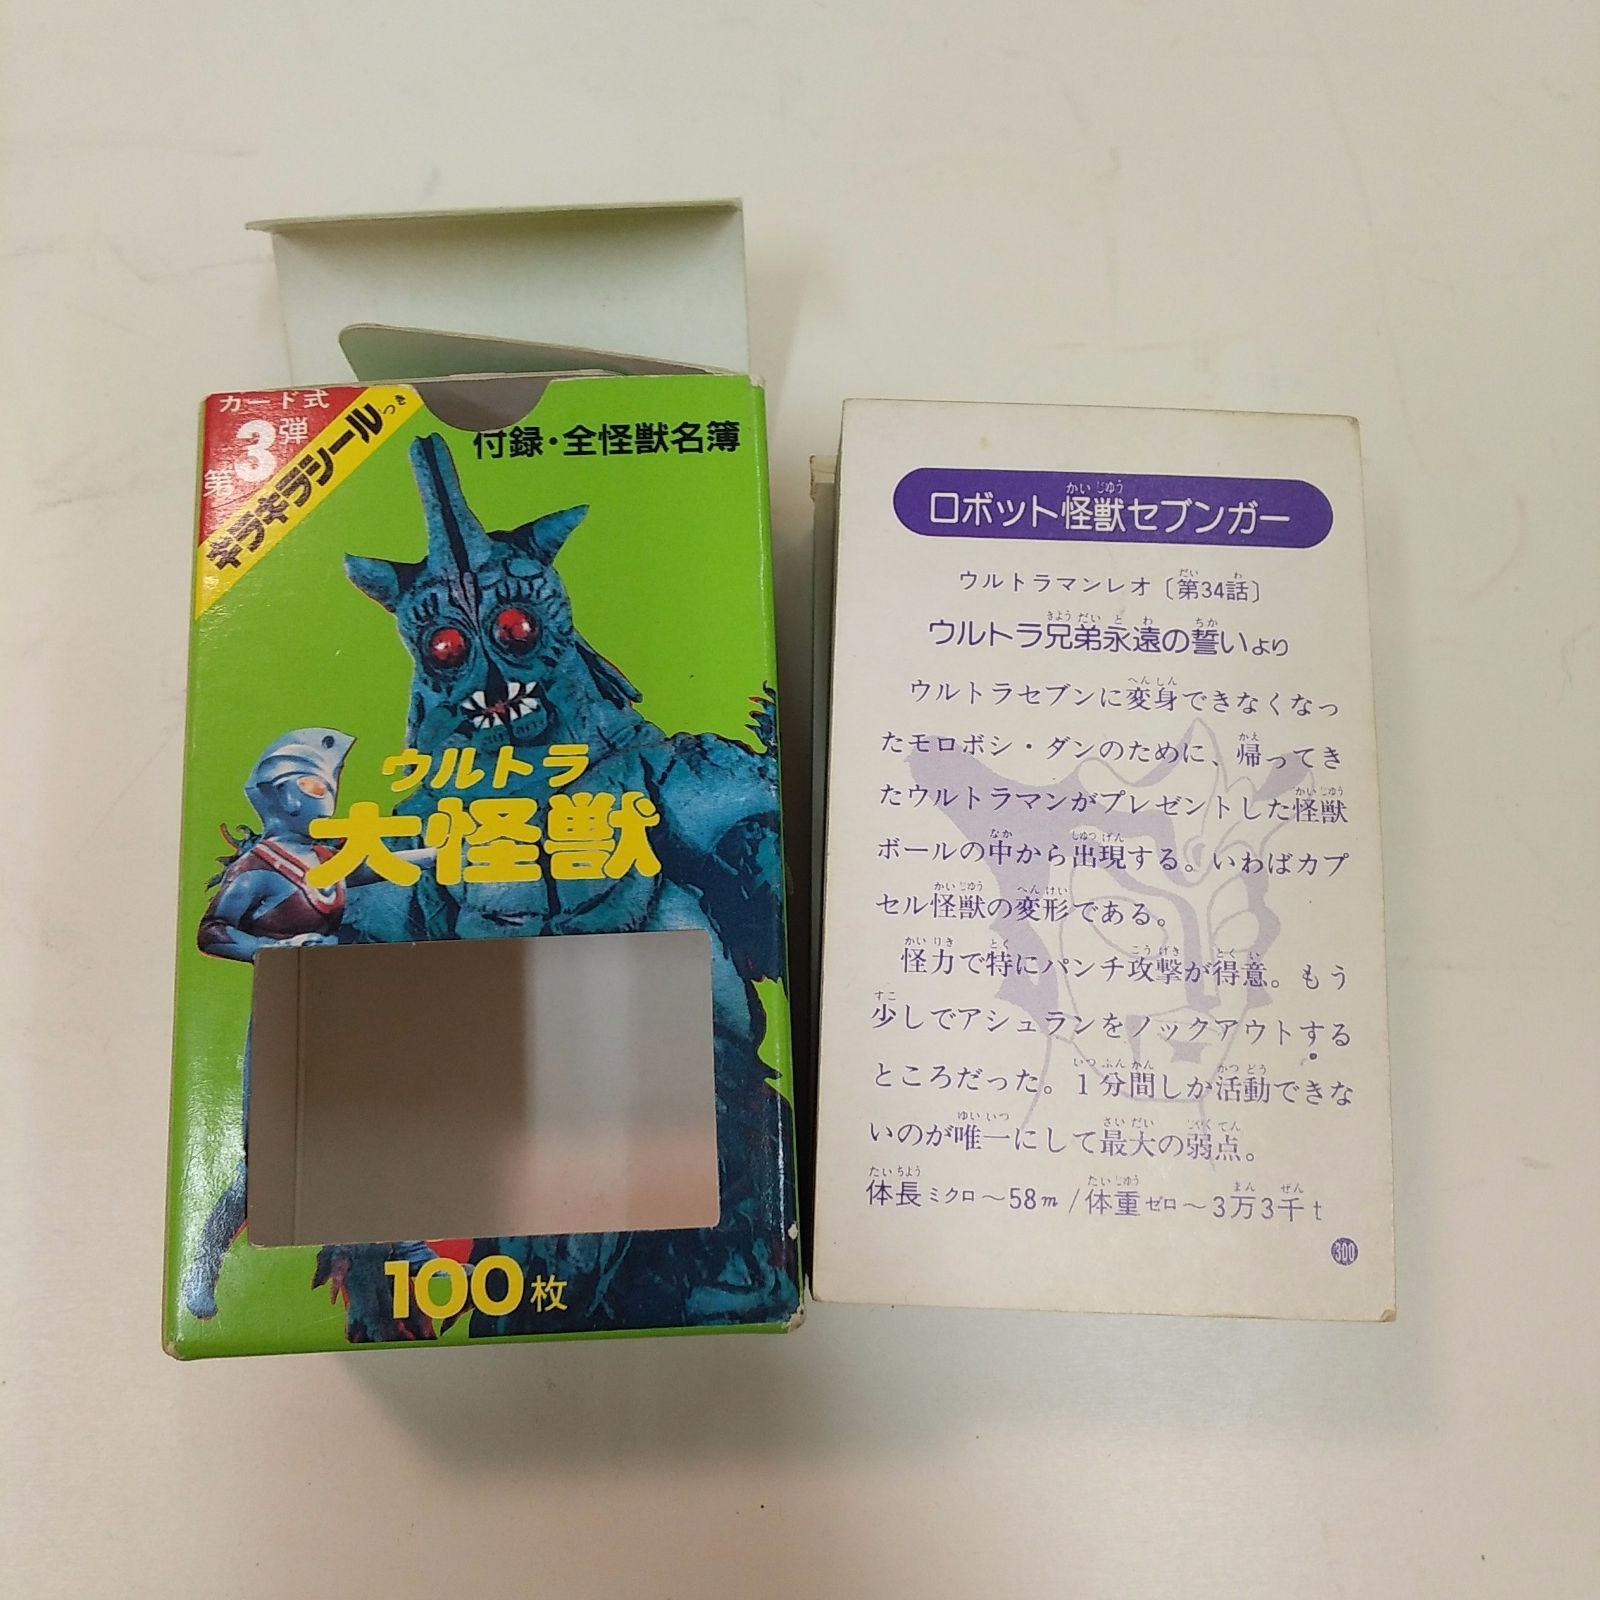 カード式
第3弾
キラキラシールつき
付録・全怪獣名簿
ウルトラ
大怪獣
100枚
ロボット怪獣セブンガー
ウルトラマンレオ〔第34話〕
ウルトラ兄弟永遠の誓いより
ウルトラセブンに変身できなくなっ
たモロボシ・ダンのために、帰ってき
たウルトラマンがプレゼントした怪獣
ボールの中から出現する。いわばカプ
セル怪獣の変形である。
怪力で特にパンチ攻撃が得意。もう
少しでアシュランをノックアウトする
ところだった。1分間しか活動できな
いのが唯一にして最大の弱点。
体長ミクロ～58m/体重ゼロ～3万3千t
300